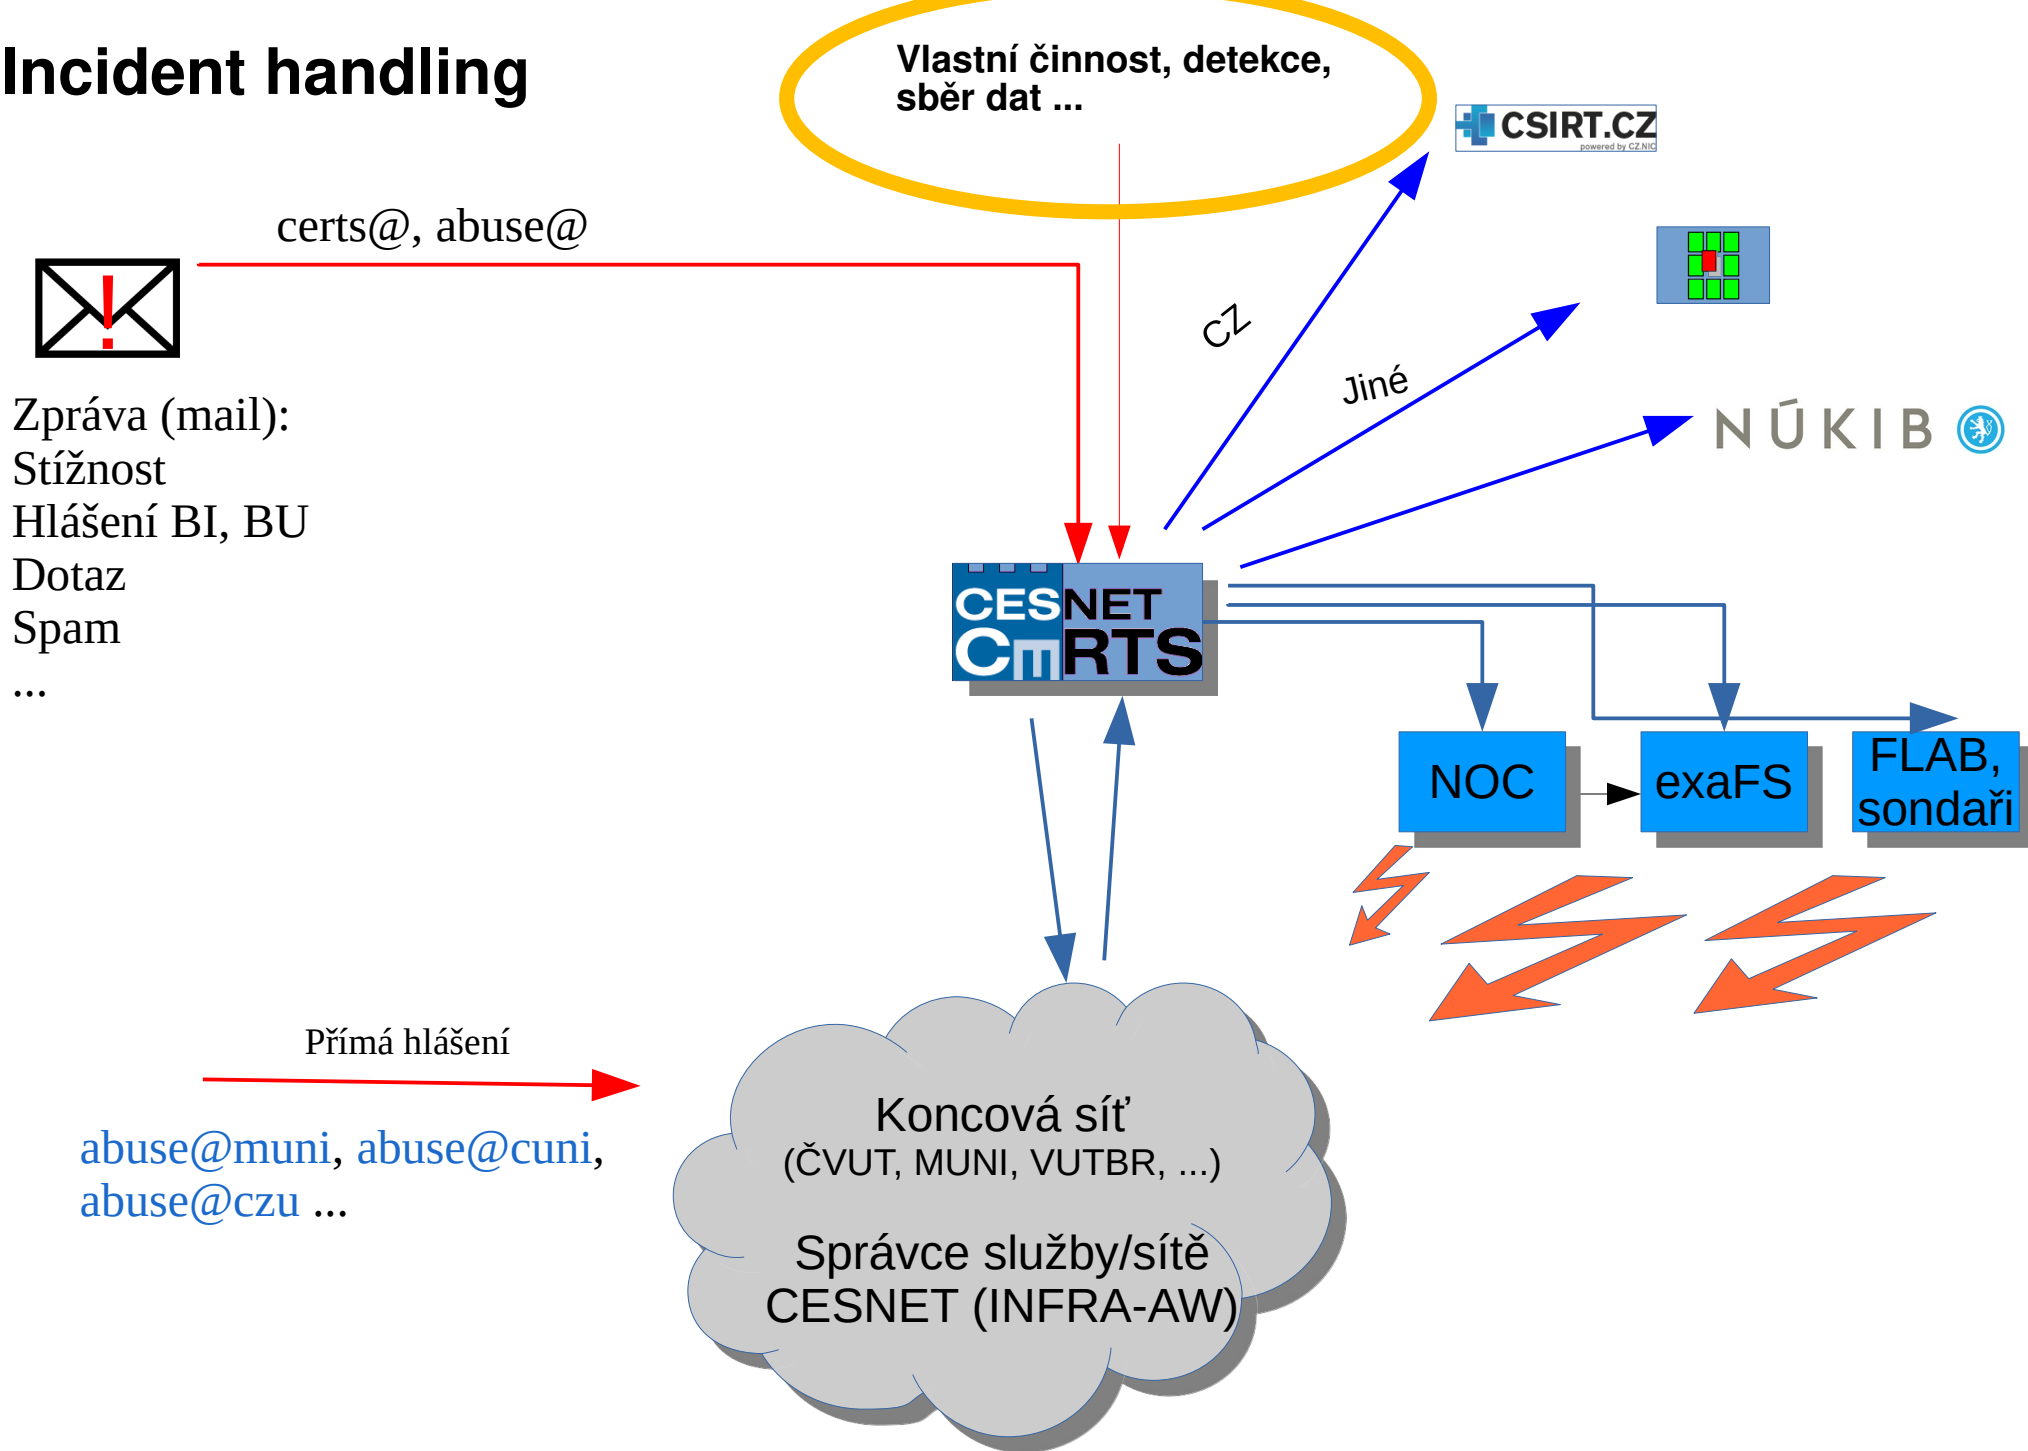 Incident handling
Vlastní činnost, detekce,
sběr dat ...
CSIRT.CZ
powered by CZ.NIC
certs@, abuse@
CZ
Jiné
NÚKIB
Zpráva (mail):
Stížnost
Hlášení BI, BU
Dotaz
Spam
...
CESNET
CERTS
NOC
exaFS
FLAB,
sondaři
Přímá hlášení
abuse@muni, abuse@cuni,
abuse@czu ...
Koncová síť
(ČVUT, MUNI, VUTBR, ...)
Správce služby/sítě
CESNET (INFRA-AW)